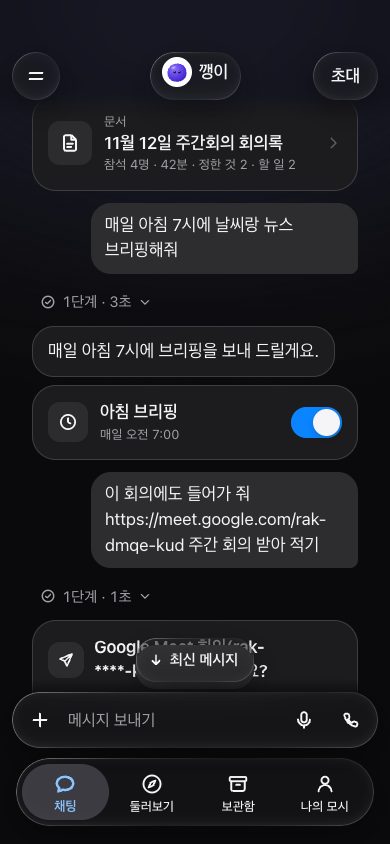 깽이
초대
문서
11월 12일 주간회의 회의록
참석 4명 · 42분 · 정한 것 2 · 할 일 2
매일 아침 7시에 날씨랑 뉴스
브리핑해줘
1단계 · 3초
매일 아침 7시에 브리핑을 보내 드릴게요.
아침 브리핑
매일 오전 7:00
이 회의에도 들어가 줘
https://meet.google.com/rak-
dmqe-kud 주간 회의 받아 적기
1단계 · 1초
Google Meet 회의(rak-
****-
최신 메시지
메시지 보내기
채팅
둘러보기
보관함
나의 모시